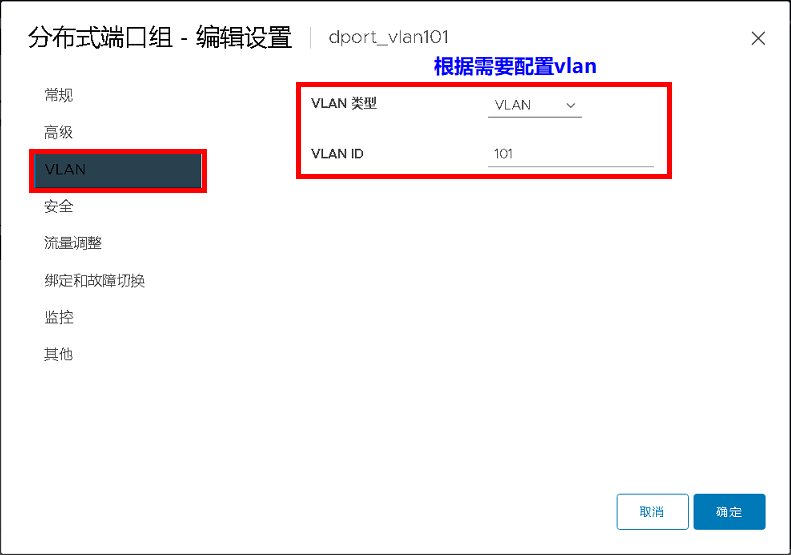 分布式端口组 - 编辑设置 dport_vlan101
根据需要配置vlan
常规
高级
VLAN
安全
流量调整
绑定和故障切换
监控
其他
VLAN 类型 VLAN
VLAN ID 101
取消 确定